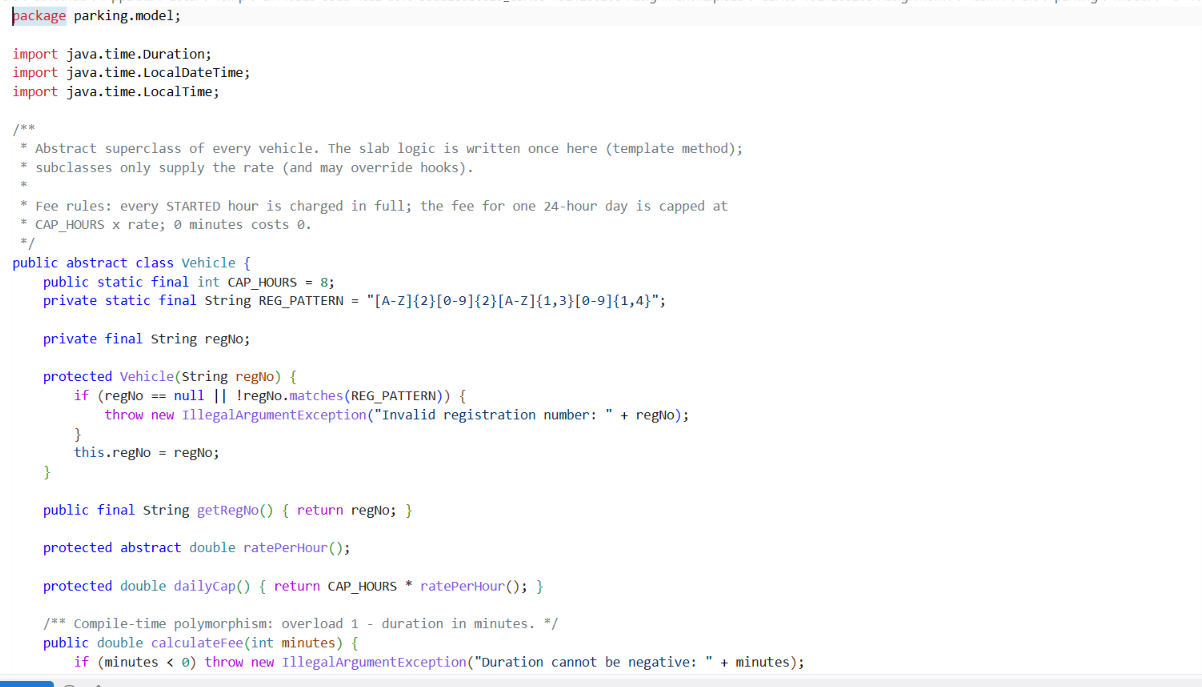 package parking.model;

import java.time.Duration;
import java.time.LocalDateTime;
import java.time.LocalTime;

/**
 * Abstract superclass of every vehicle. The slab logic is written once here (template method);
 * subclasses only supply the rate (and may override hooks).
 *
 * Fee rules: every STARTED hour is charged in full; the fee for one 24-hour day is capped at
 * CAP_HOURS x rate; 0 minutes costs 0.
 */
public abstract class Vehicle {
    public static final int CAP_HOURS = 8;
    private static final String REG_PATTERN = "[A-Z]{2}[0-9]{2}[A-Z]{1,3}[0-9]{1,4}";

    private final String regNo;

    protected Vehicle(String regNo) {
        if (regNo == null || !regNo.matches(REG_PATTERN)) {
            throw new IllegalArgumentException("Invalid registration number: " + regNo);
        }
        this.regNo = regNo;
    }

    public final String getRegNo() { return regNo; }

    protected abstract double ratePerHour();

    protected double dailyCap() { return CAP_HOURS * ratePerHour(); }

    /** Compile-time polymorphism: overload 1 - duration in minutes. */
    public double calculateFee(int minutes) {
        if (minutes < 0) throw new IllegalArgumentException("Duration cannot be negative: " + minutes);